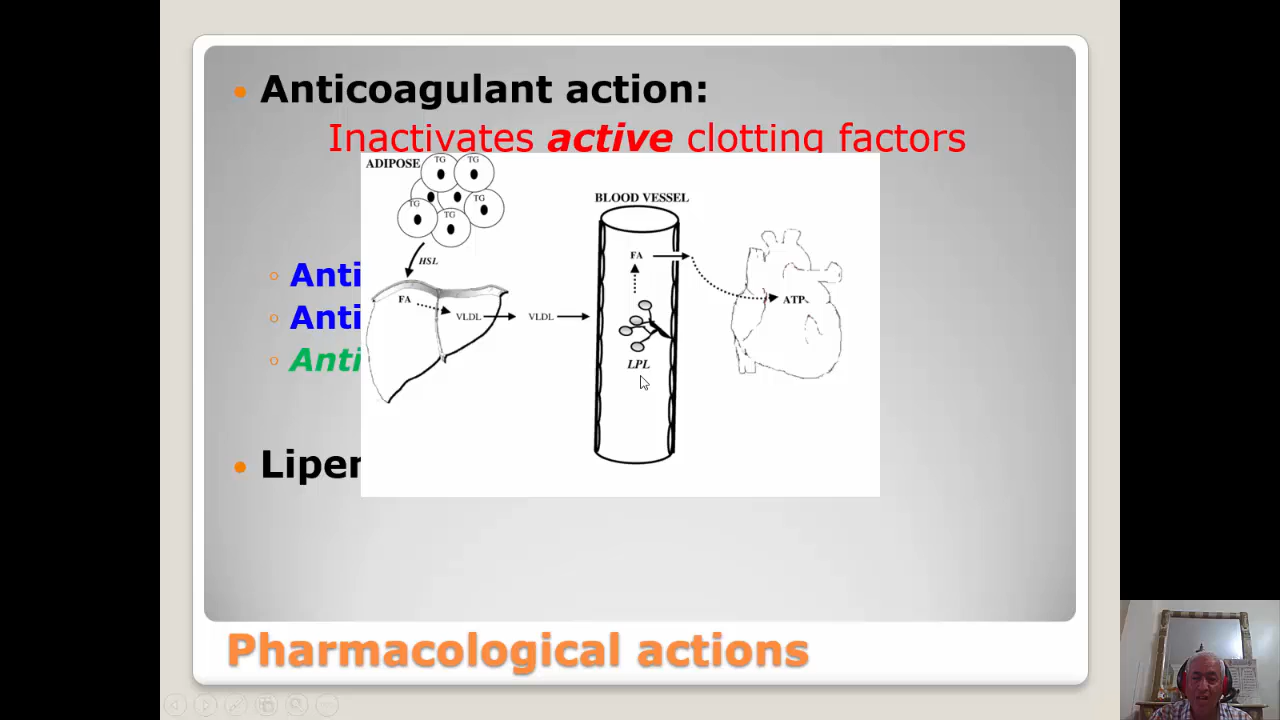 Anticoagulant action:
Inactivates active clotting factors
ADIPOSE
TG TG
TG
TG
TG
HSL
BLOOD VESSEL
FA
FA
VLDL
VLDL
ATP
LPL
Anti
Anti
Anti
Liper
Pharmacological actions